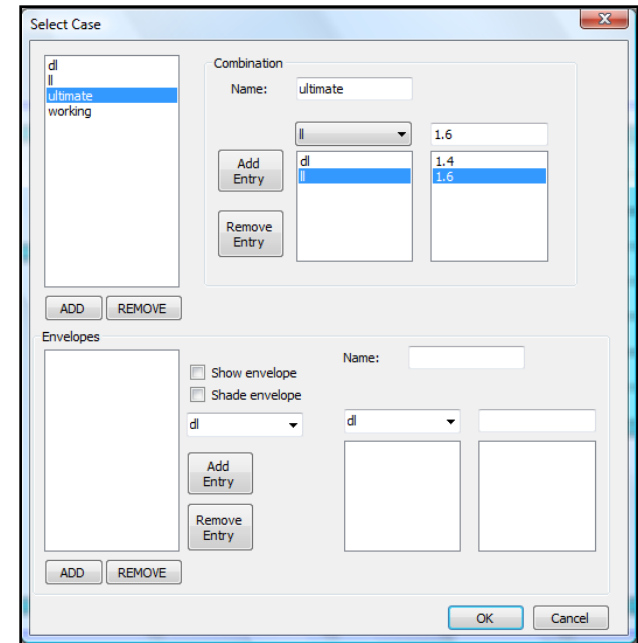 Select Case
dl
ll
ultimate
working
ADD
REMOVE
Combination
Name:
ultimate
ll
1.6
Add
Entry
Remove
Entry
dl
ll
1.4
1.6
Envelopes
ADD
REMOVE
Show envelope
Shade envelope
dl
Add
Entry
Remove
Entry
Name:
dl
OK
Cancel